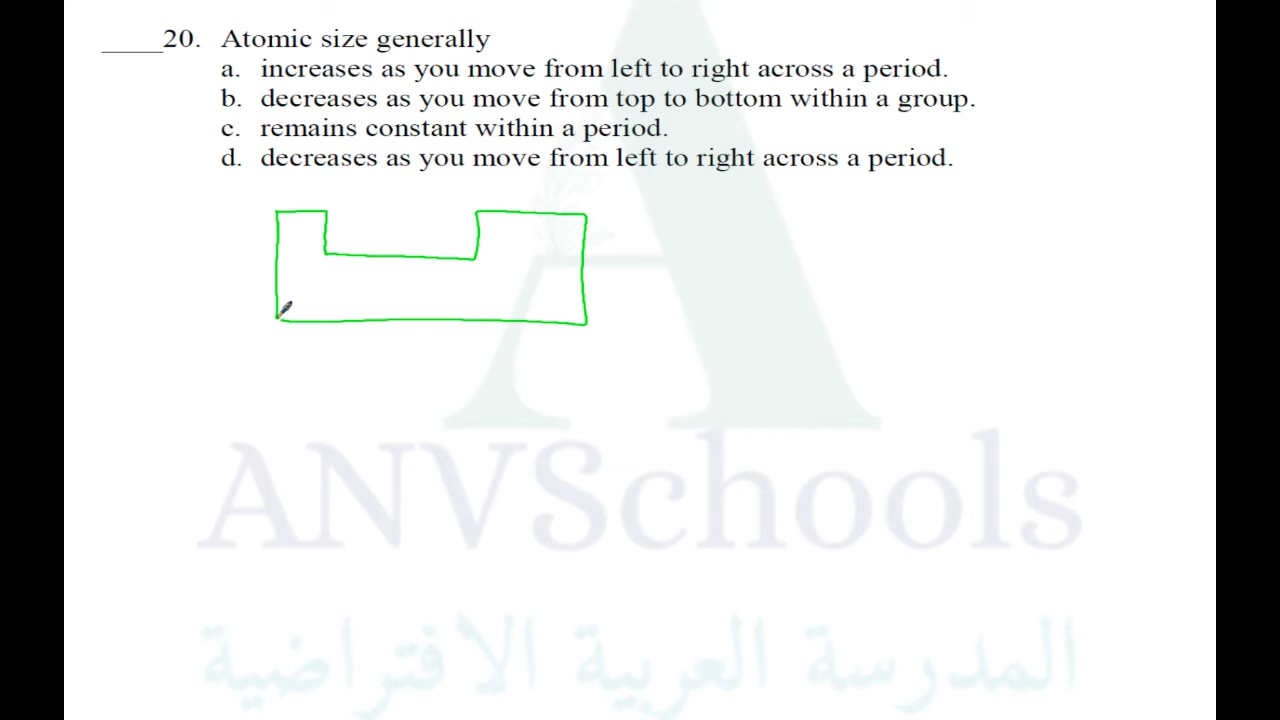 _____20. Atomic size generally
a. increases as you move from left to right across a period.
b. decreases as you move from top to bottom within a group.
c. remains constant within a period.
d. decreases as you move from left to right across a period.
ANVSchools
المدرسة العربية الافتراضية